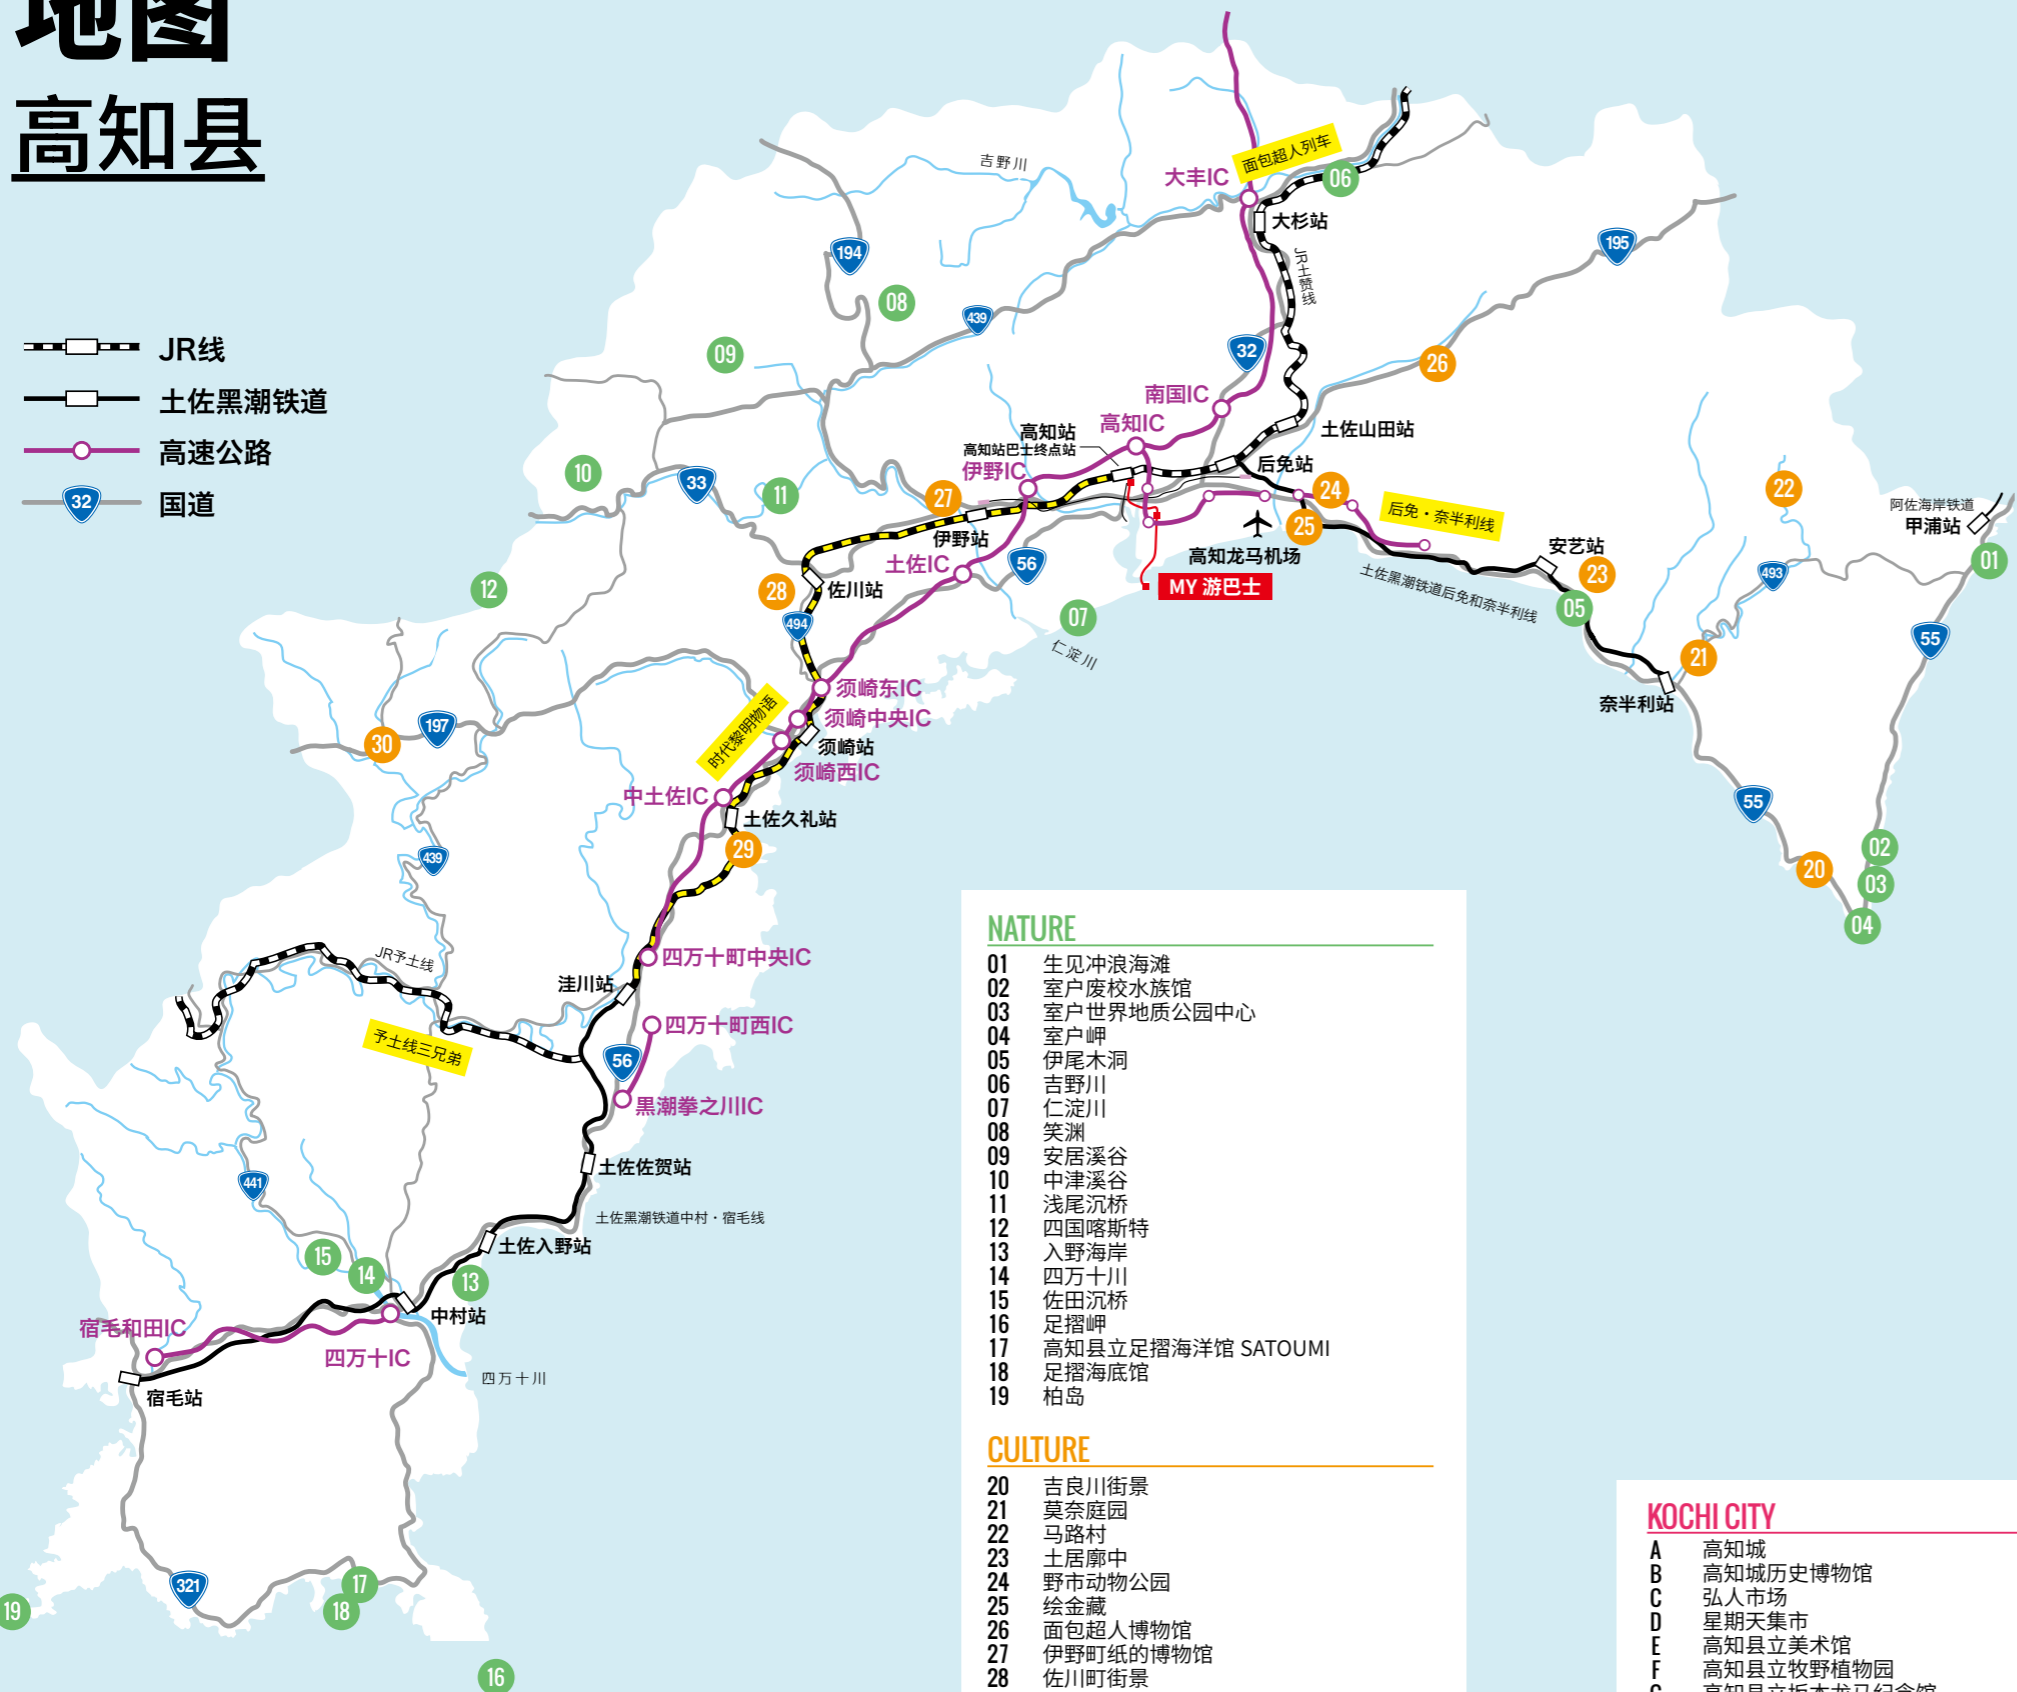 地图
高知县
JR线
土佐黑潮铁道
高速公路
32 国道
吉野川
面包超人列车
大丰IC
06
大杉站
JR土赞线
194
195
08
439
09
32
26
南国IC
高知IC
高知站
高知站巴士终点站
土佐山田站
伊野IC
后免站
10
33
11
27
24
22
后免・奈半利线
阿佐海岸铁道
甲浦站
25
伊野站
高知龙马机场
安艺站
01
土佐IC
56
493
23
12
28
佐川站
MY 游巴士
土佐黑潮铁道后免和奈半利线
05
494
07
仁淀川
55
21
须崎东IC
奈半利站
时代黎明物语
须崎中央IC
197
30
须崎站
须崎西IC
中土佐IC
55
土佐久礼站
439
29
20
02
03
04
JR予土线
四万十町中央IC
洼川站
四万十町西IC
予土线三兄弟
56
黒潮拳之川IC
土佐佐贺站
441
土佐黑潮铁道中村・宿毛线
土佐入野站
15
14
13
中村站
宿毛和田IC
四万十IC
四万十川
宿毛站
321
17
18
19
16
NATURE
01 生见冲浪海滩
02 室户废校水族馆
03 室户世界地质公园中心
04 室户岬
05 伊尾木洞
06 吉野川
07 仁淀川
08 笑渊
09 安居溪谷
10 中津溪谷
11 浅尾沉桥
12 四国喀斯特
13 入野海岸
14 四万十川
15 佐田沉桥
16 足摺岬
17 高知县立足摺海洋馆 SATOUMI
18 足摺海底馆
19 柏岛
CULTURE
20 吉良川街景
21 莫奈庭园
22 马路村
23 土居廓中
24 野市动物公园
25 绘金藏
26 面包超人博物馆
27 伊野町纸的博物馆
28 佐川町街景
KOCHI CITY
A 高知城
B 高知城历史博物馆
C 弘人市场
D 星期天集市
E 高知县立美术馆
F 高知县立牧野植物园
G 高知县立坂本龙马纪念馆